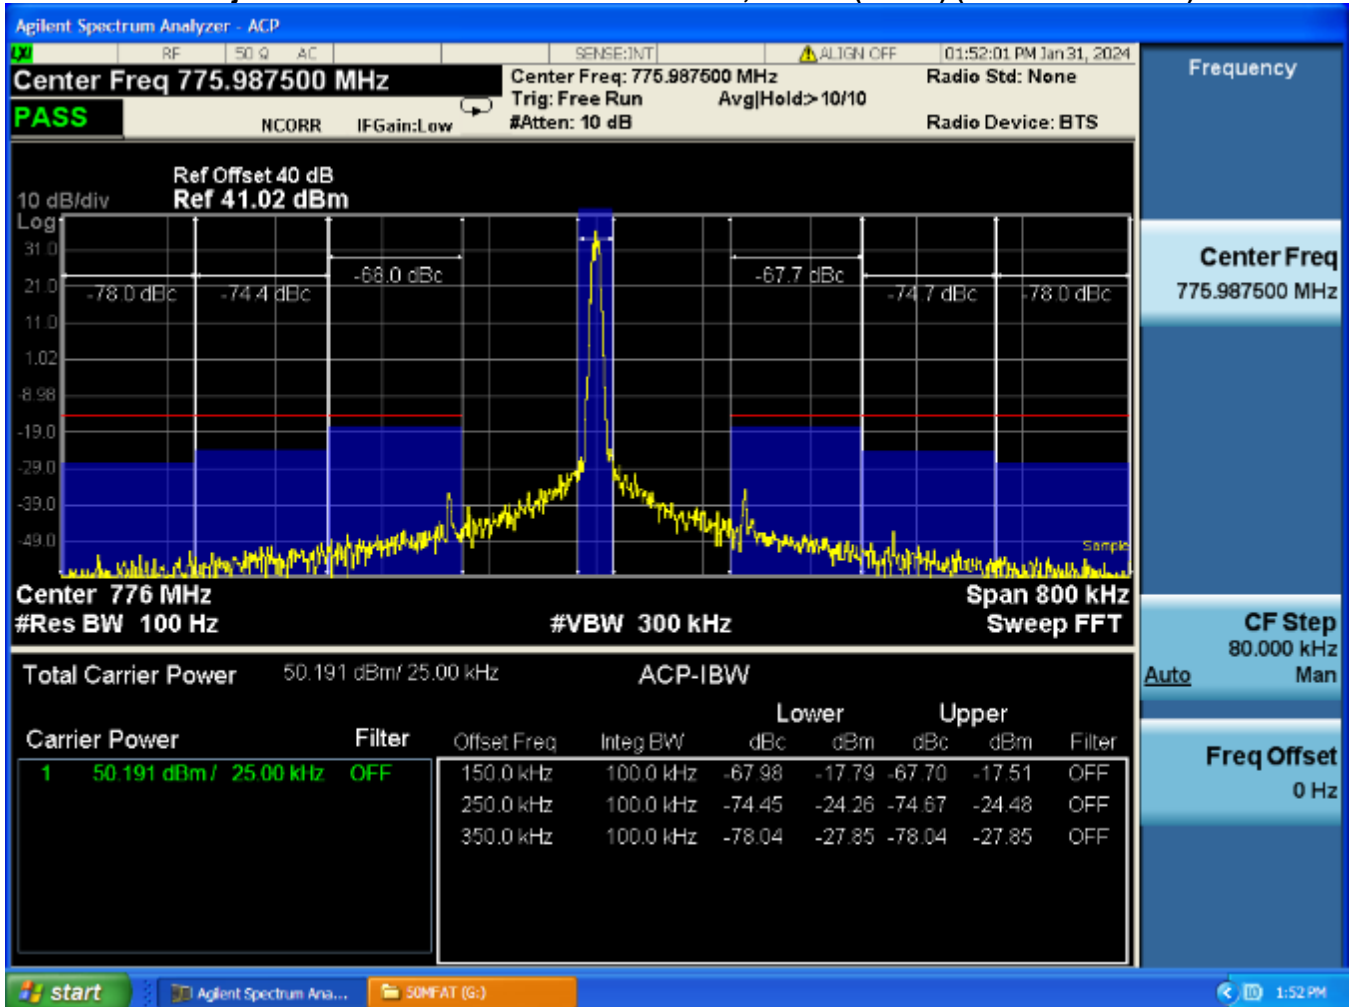 Agilent Spectrum Analyzer - ACP
LXI RF 50 Ω AC SENSE:INT ALIGN OFF 01:52:01 PM Jan 31, 2024
Center Freq 775.987500 MHz
Center Freq: 775.987500 MHz
Radio Std: None
Trig: Free Run Avg|Hold:> 10/10
PASS
NCORR IFGain:Low
#Atten: 10 dB
Radio Device: BTS
Ref Offset 40 dB
10 dB/div Ref 41.02 dBm
Log
31.0
21.0
11.0
1.02
-8.98
-19.0
-29.0
-39.0
-49.0
-78.0 dBc -74.4 dBc -68.0 dBc -67.7 dBc -74.7 dBc -78.0 dBc
Sample
Center 776 MHz Span 800 kHz
#Res BW 100 Hz #VBW 300 kHz Sweep FFT
Total Carrier Power 50.191 dBm/ 25.00 kHz ACP-IBW
Lower Upper
Carrier Power Filter Offset Freq Integ BW dBc dBm dBc dBm Filter
1 50.191 dBm / 25.00 kHz OFF 150.0 kHz 100.0 kHz -67.98 -17.79 -67.70 -17.51 OFF
250.0 kHz 100.0 kHz -74.45 -24.26 -74.67 -24.48 OFF
350.0 kHz 100.0 kHz -78.04 -27.85 -78.04 -27.85 OFF
Frequency
Center Freq
775.987500 MHz
CF Step
80.000 kHz
Auto Man
Freq Offset
0 Hz
start Agilent Spectrum Ana... 50MFAT (G:) 1:52 PM